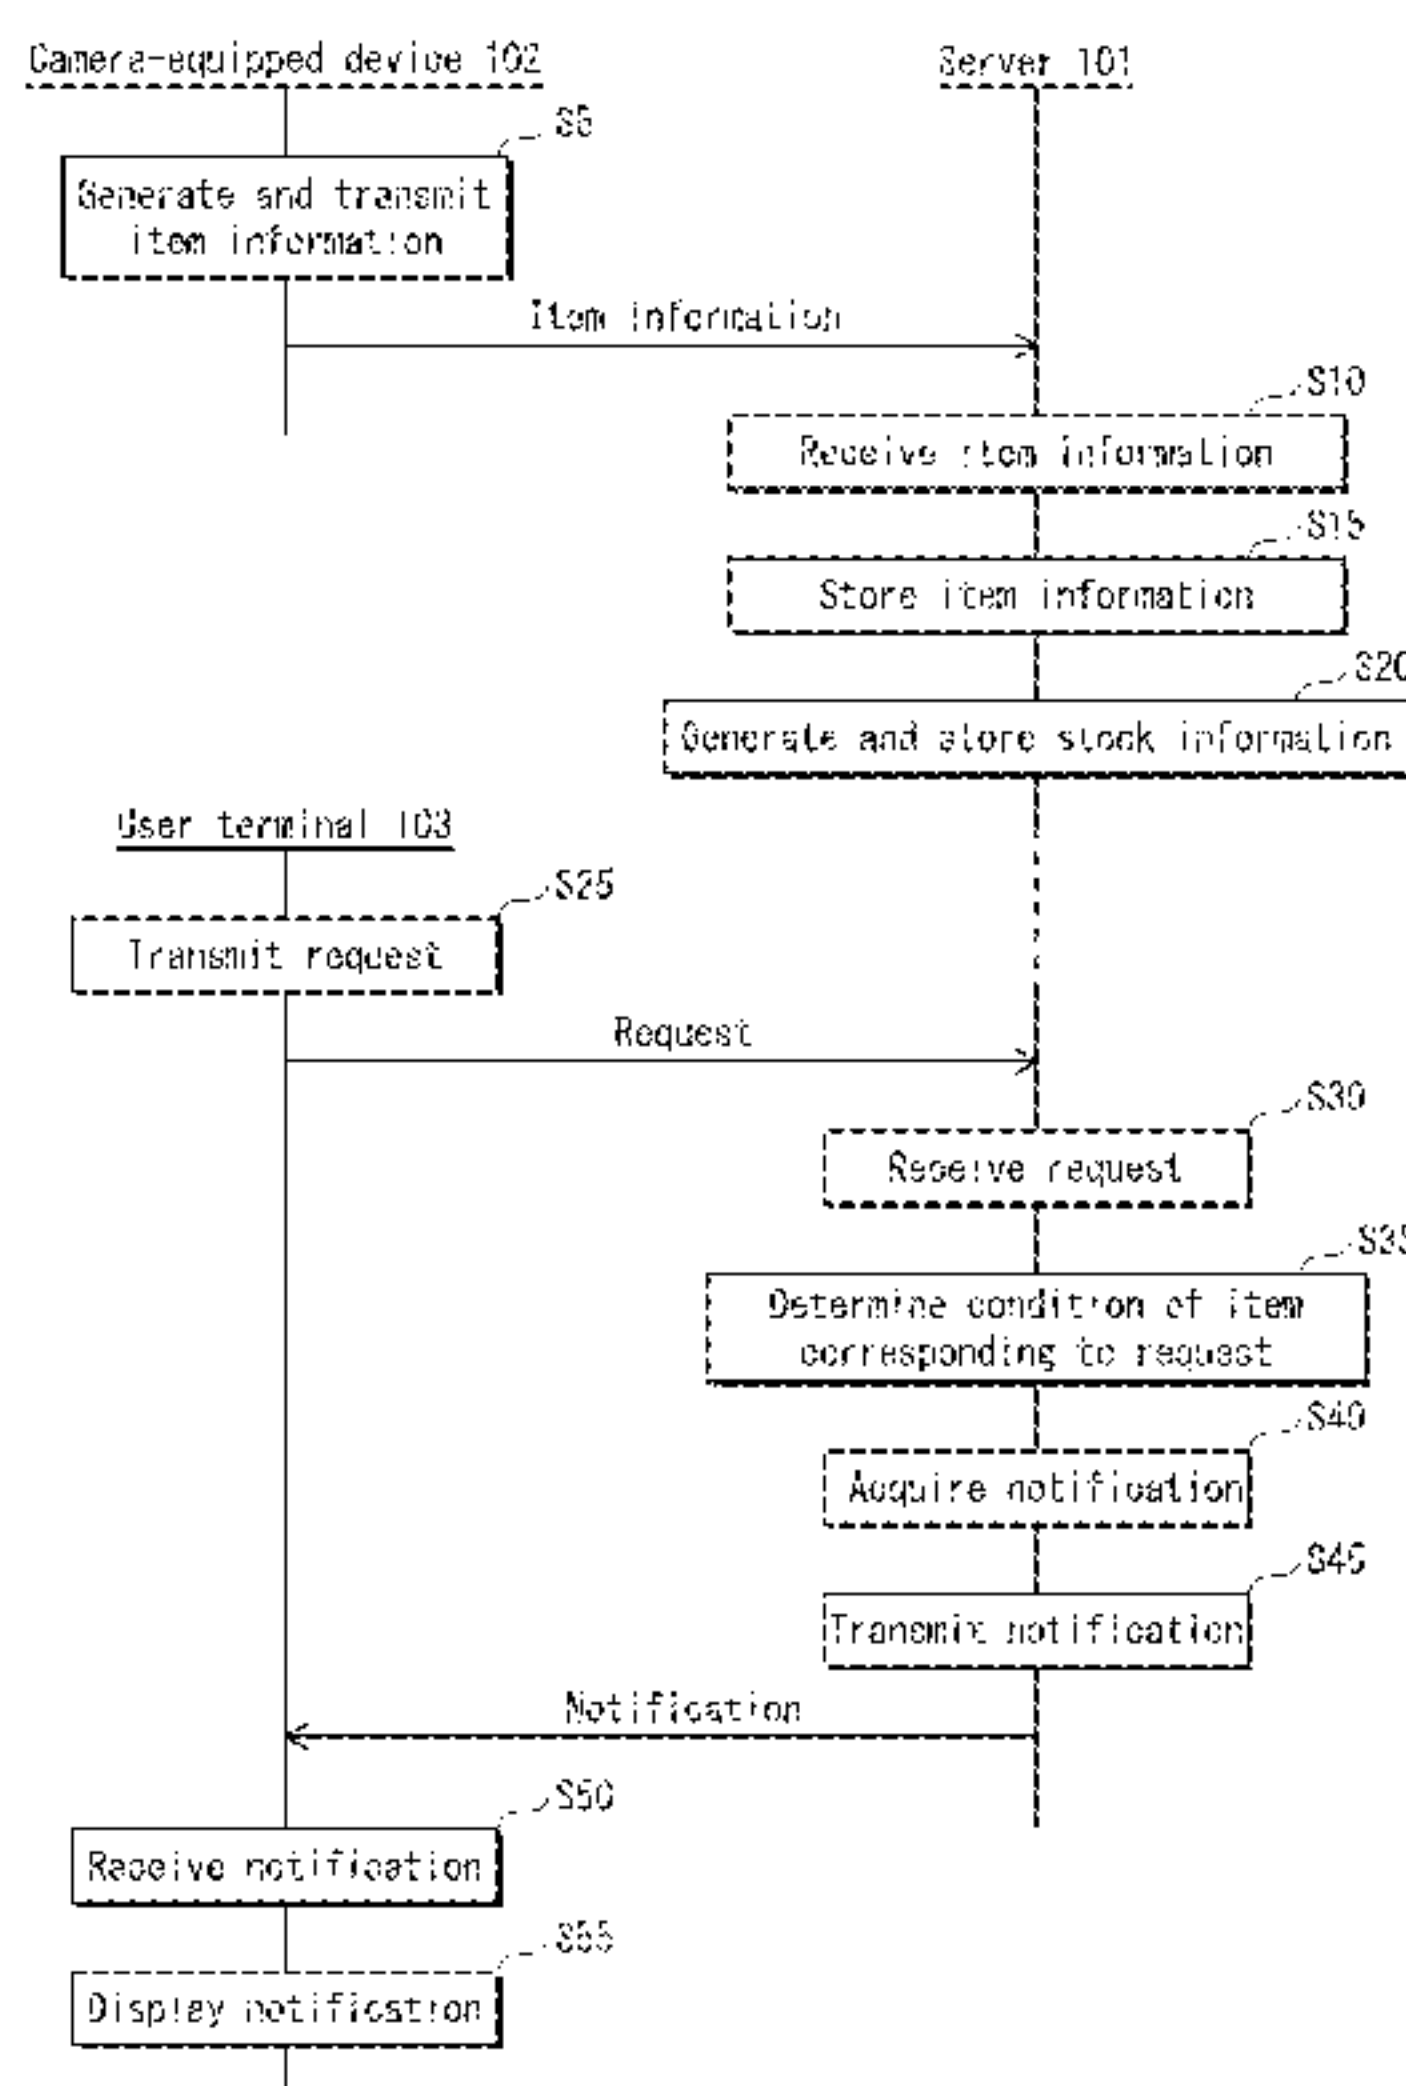 Camera-equipped device 102
Server 101
S5
Generate and transmit
item information
Item information
S10
Receive item information
S15
Store item information
S20
Generate and store stock information
User terminal 103
S25
Transmit request
Request
S30
Receive request
S35
Determine condition of item
corresponding to request
S40
Acquire notification
S45
Transmit notification
Notification
S50
Receive notification
S55
Display notification